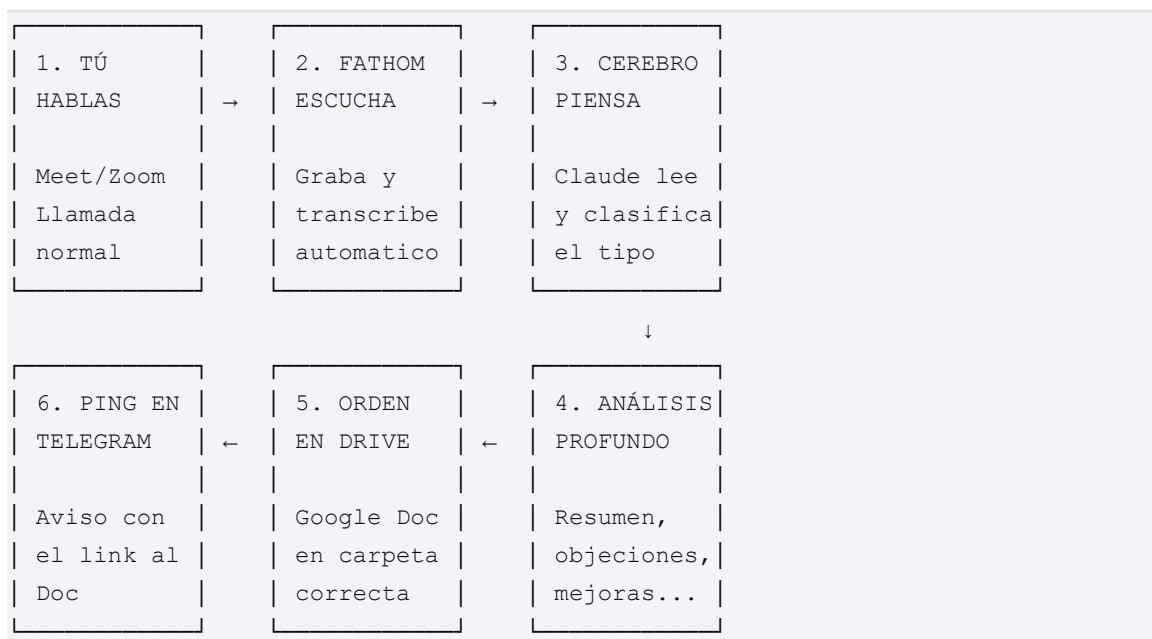 1. TÚ 2. FATHOM 3. CEREBRO
HABLAS → ESCUCHA → PIENSA
Meet/Zoom Graba y Claude lee
Llamada transcribe y clasifica
normal automatico el tipo
↓
6. PING EN 5. ORDEN 4. ANÁLISIS
TELEGRAM ← EN DRIVE ← PROFUNDO
Aviso con Google Doc Resumen,
el link al en carpeta objeciones,
Doc correcta mejoras...